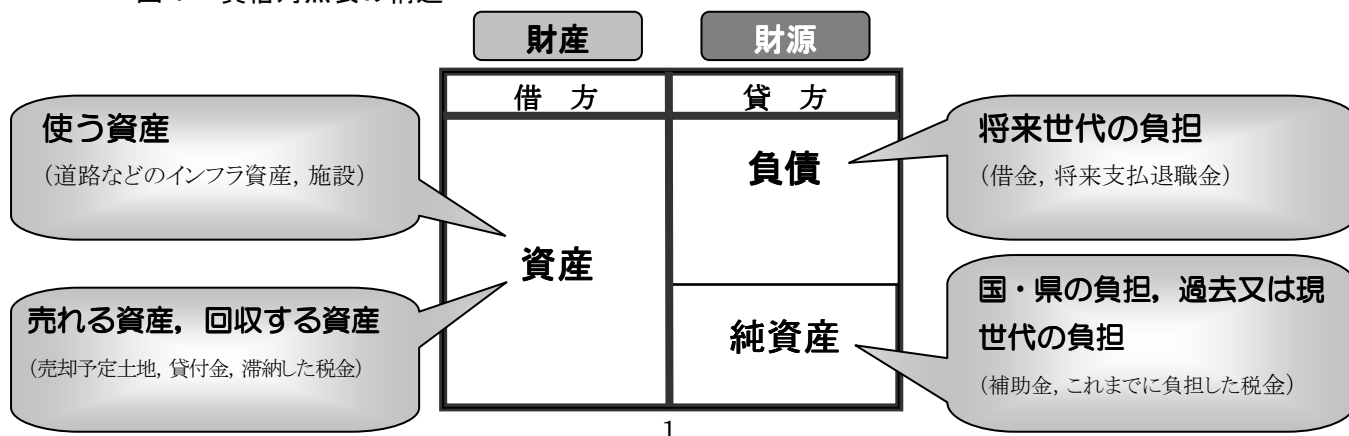 財産
財源
借 方
貸 方
使う資産
(道路などのインフラ資産, 施設)
売れる資産, 回収する資産
(売却予定土地, 貸付金, 滞納した税金)
資産
負債
純資産
将来世代の負担
(借金, 将来支払退職金)
国・県の負担, 過去又は現
世代の負担
(補助金, これまでに負担した税金)
1